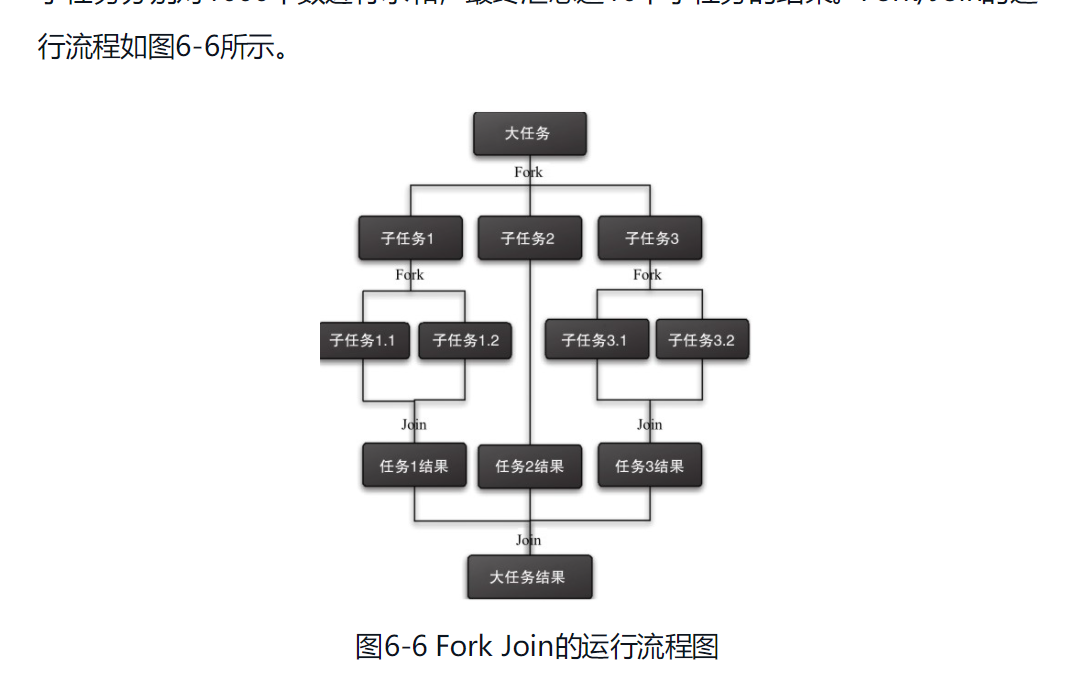 行流程如图6-6所示。
大任务
Fork
子任务1 子任务2 子任务3
Fork Fork
子任务1.1 子任务1.2 子任务3.1 子任务3.2
Join Join
任务1结果 任务2结果 任务3结果
Join
大任务结果
图6-6 Fork Join的运行流程图